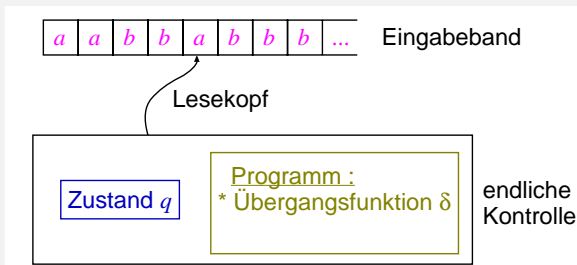 a a b b a b b b ... Eingabeband
Lesekopf
Programm :
* Übergangsfunktion δ
Zustand q
endliche
Kontrolle